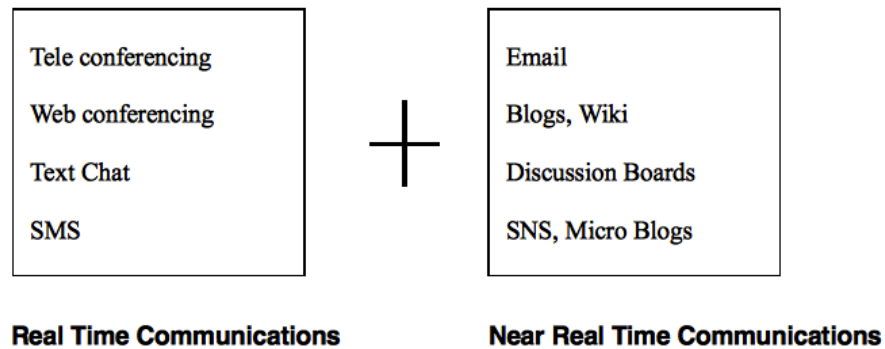 Tele conferencing
Web conferencing
Text Chat
SMS
Real Time Communications
Email
Blogs, Wiki
Discussion Boards
SNS, Micro Blogs
Near Real Time Communications